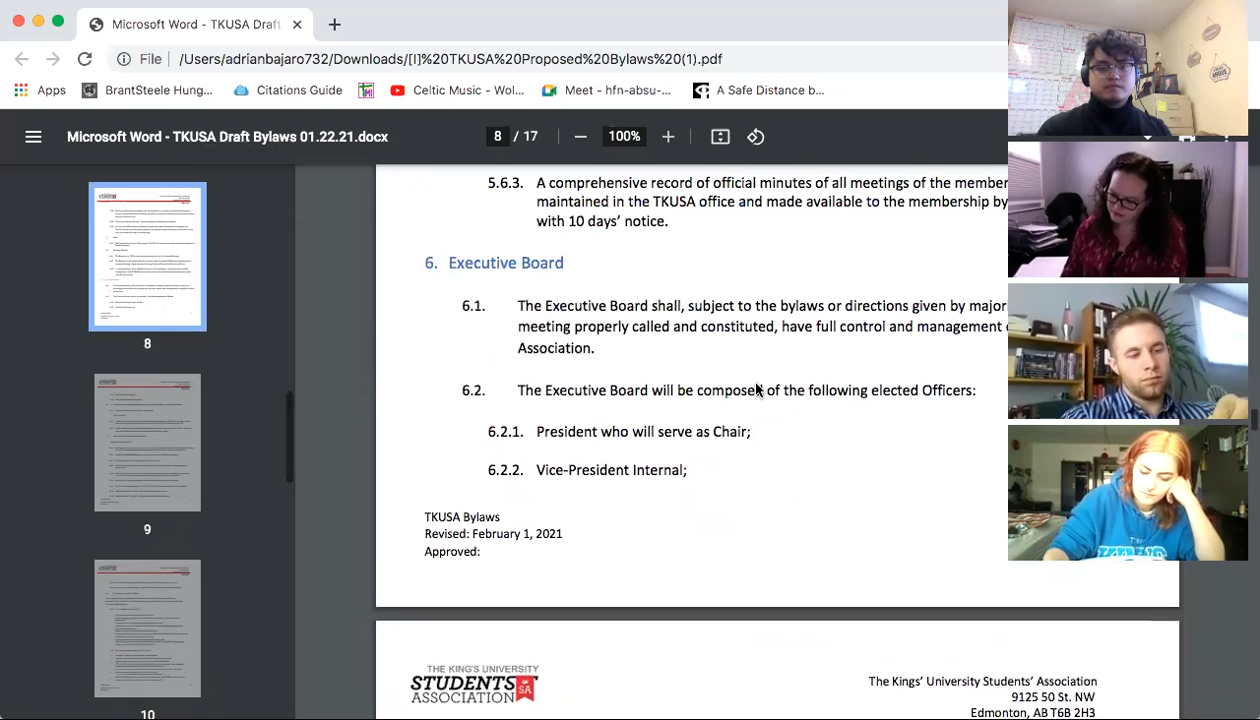 Microsoft Word - TKUSA Draft
File /Users/adrianbajaro732/Downloads/[I]%20TKUSA%20Proposed%20Bylaws%20(1).pdf
Apps BrantSteele Hung... Citations Guide Celtic Music - Wol... Meet - hfn-absu-... A Safe Distance b...
Microsoft Word - TKUSA Draft Bylaws 01.22.21.docx
8 / 17
100%
5.6.3. A comprehensive record of official minutes of all meetings of the member
maintained in the TKUSA office and made available to the membership by
with 10 days' notice.
6. Executive Board
6.1. The Executive Board shall, subject to the bylaws or directions given by major
meeting properly called and constituted, have full control and management
Association.
6.2. The Executive Board will be composed of the following elected Officers:
6.2.1. President who will serve as Chair;
6.2.2. Vice-President Internal;
TKUSA Bylaws
Revised: February 1, 2021
Approved:
THE KING'S UNIVERSITY
STUDENTS'
ASSOCIATION
SA
The Kings' University Students' Association
9125 50 St. NW
Edmonton, AB T6B 2H3
8
9
10